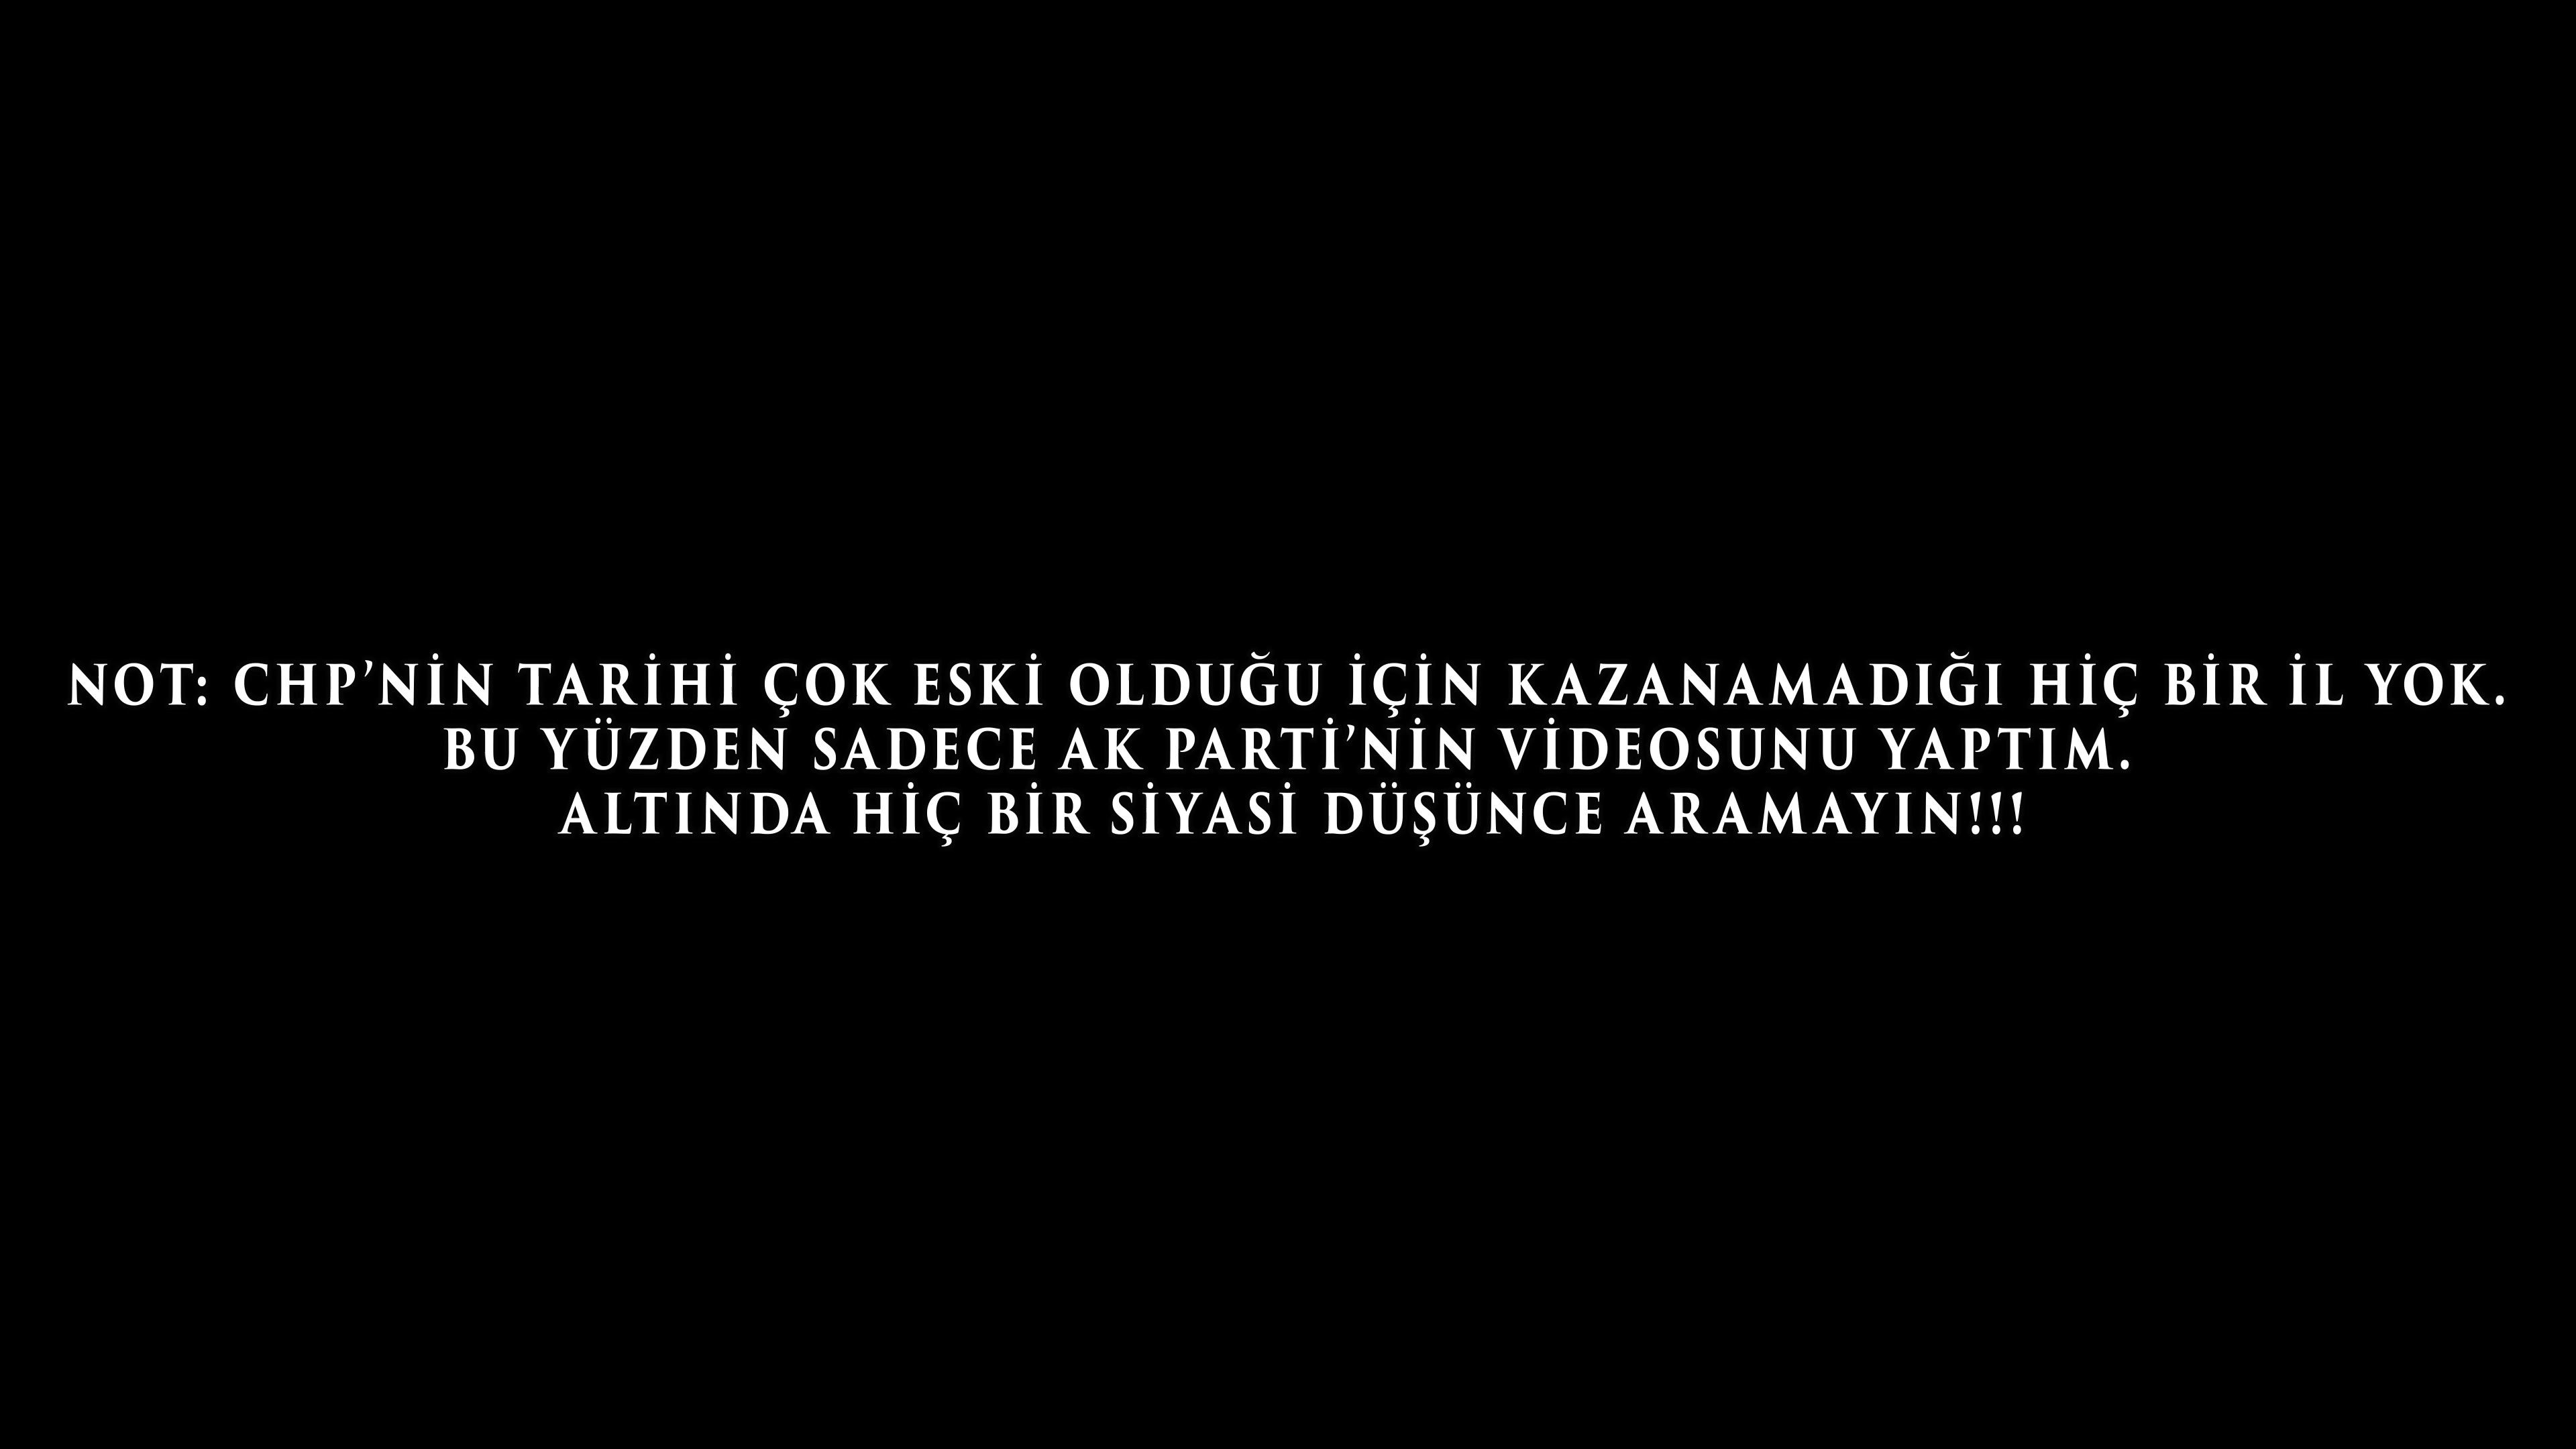 NOT: CHP’NİN TARİHİ ÇOK ESKİ OLDUĞU İÇİN KAZANAMADIĞI HİÇ BİR İL YOK.
BU YÜZDEN SADECE AK PARTİ’NİN VİDEOSUNU YAPTIM.
ALTINDA HİÇ BİR SİYASİ DÜŞÜNCE ARAMAYIN!!!